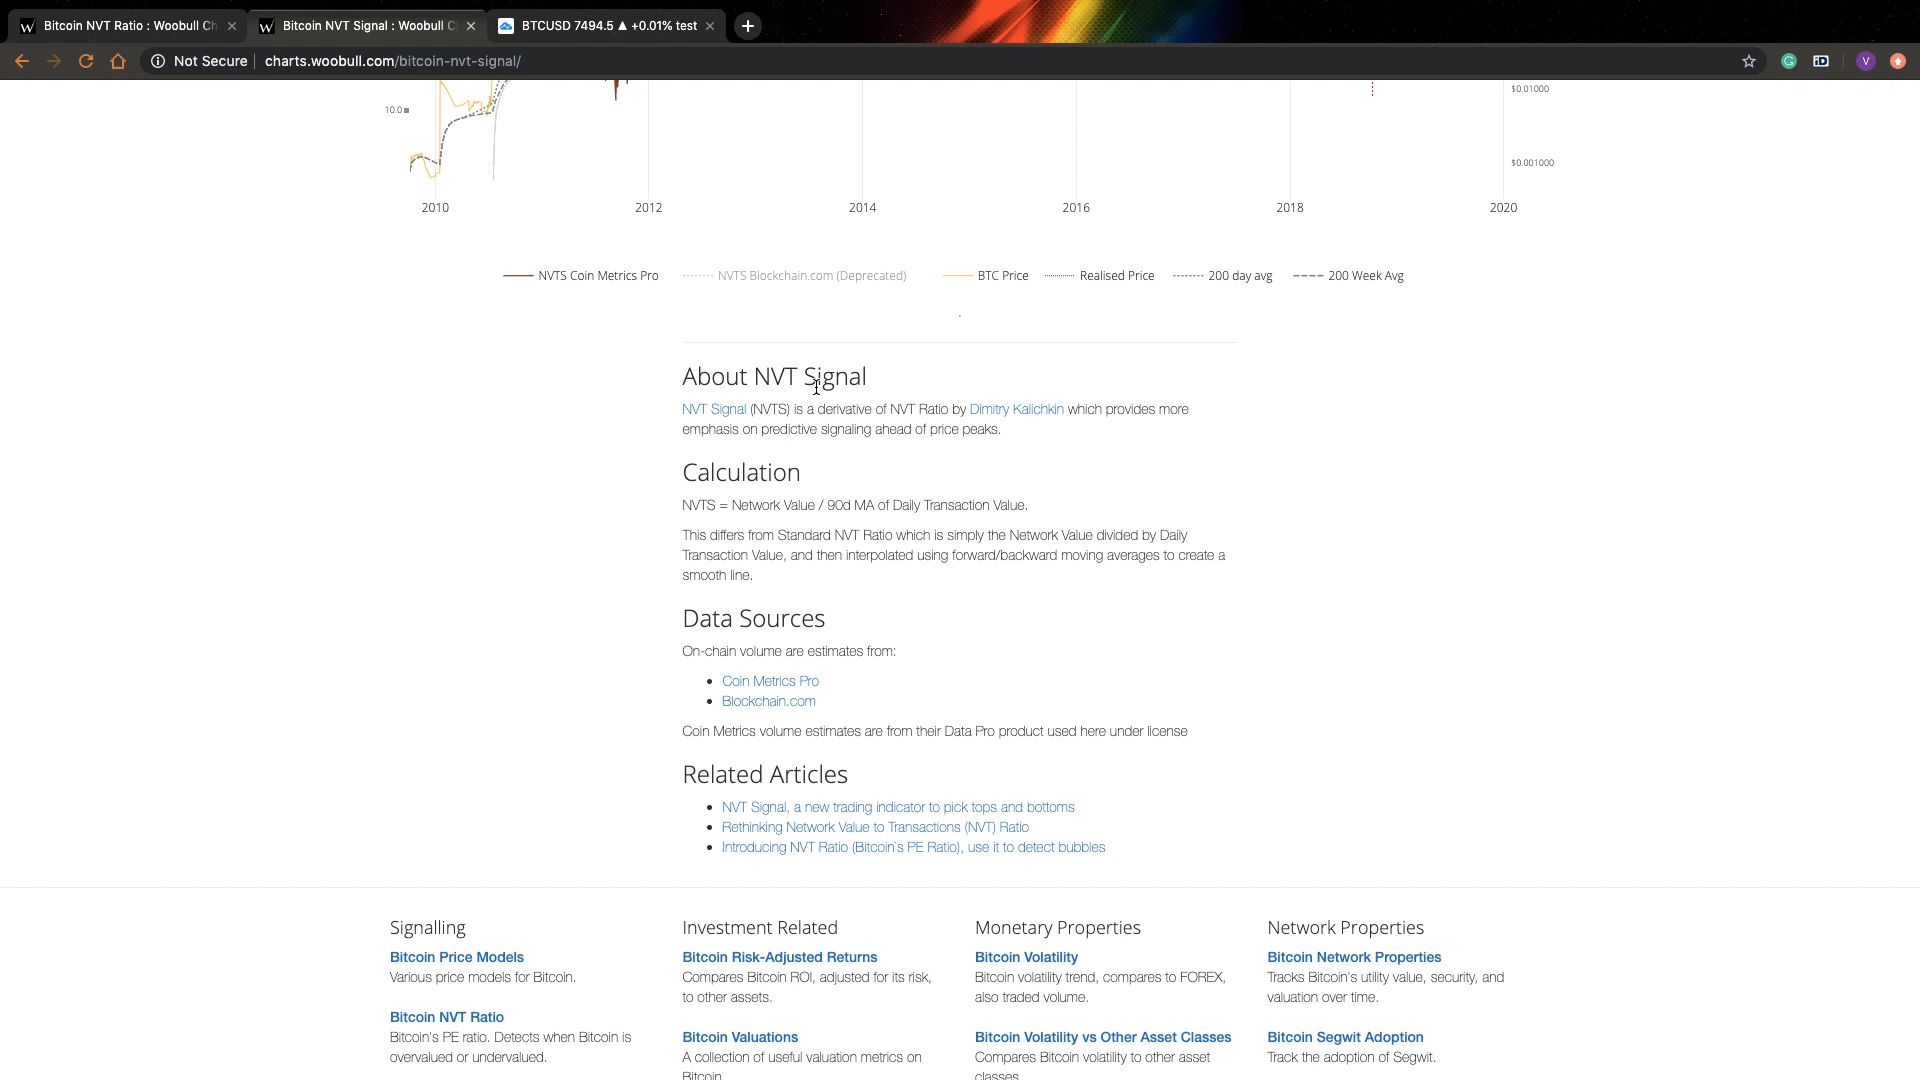 Bitcoin NVT Ratio : Woobull Ch
Bitcoin NVT Signal : Woobull C
BTCUSD 7494.5 ▲ +0.01% test
Not Secure
charts.woobull.com/bitcoin-nvt-signal/
10.0
$0.01000
$0.001000
2010
2012
2014
2016
2018
2020
NVTS Coin Metrics Pro
NVTS Blockchain.com (Deprecated)
BTC Price
Realised Price
200 day avg
200 Week Avg
About NVT Signal
NVT Signal (NVTS) is a derivative of NVT Ratio by Dimitry Kalichkin which provides more
emphasis on predictive signaling ahead of price peaks.
Calculation
NVTS = Network Value / 90d MA of Daily Transaction Value.
This differs from Standard NVT Ratio which is simply the Network Value divided by Daily
Transaction Value, and then interpolated using forward/backward moving averages to create a
smooth line.
Data Sources
On-chain volume are estimates from:
Coin Metrics Pro
Blockchain.com
Coin Metrics volume estimates are from their Data Pro product used here under license
Related Articles
NVT Signal, a new trading indicator to pick tops and bottoms
Rethinking Network Value to Transactions (NVT) Ratio
Introducing NVT Ratio (Bitcoin`s PE Ratio), use it to detect bubbles
Signalling
Bitcoin Price Models
Various price models for Bitcoin.
Bitcoin NVT Ratio
Bitcoin's PE ratio. Detects when Bitcoin is
overvalued or undervalued.
Investment Related
Bitcoin Risk-Adjusted Returns
Compares Bitcoin ROI, adjusted for its risk,
to other assets.
Bitcoin Valuations
A collection of useful valuation metrics on
Bitcoin
Monetary Properties
Bitcoin Volatility
Bitcoin volatility trend, compares to FOREX,
also traded volume.
Bitcoin Volatility vs Other Asset Classes
Compares Bitcoin volatility to other asset
classes
Network Properties
Bitcoin Network Properties
Tracks Bitcoin's utility value, security, and
valuation over time.
Bitcoin Segwit Adoption
Track the adoption of Segwit.